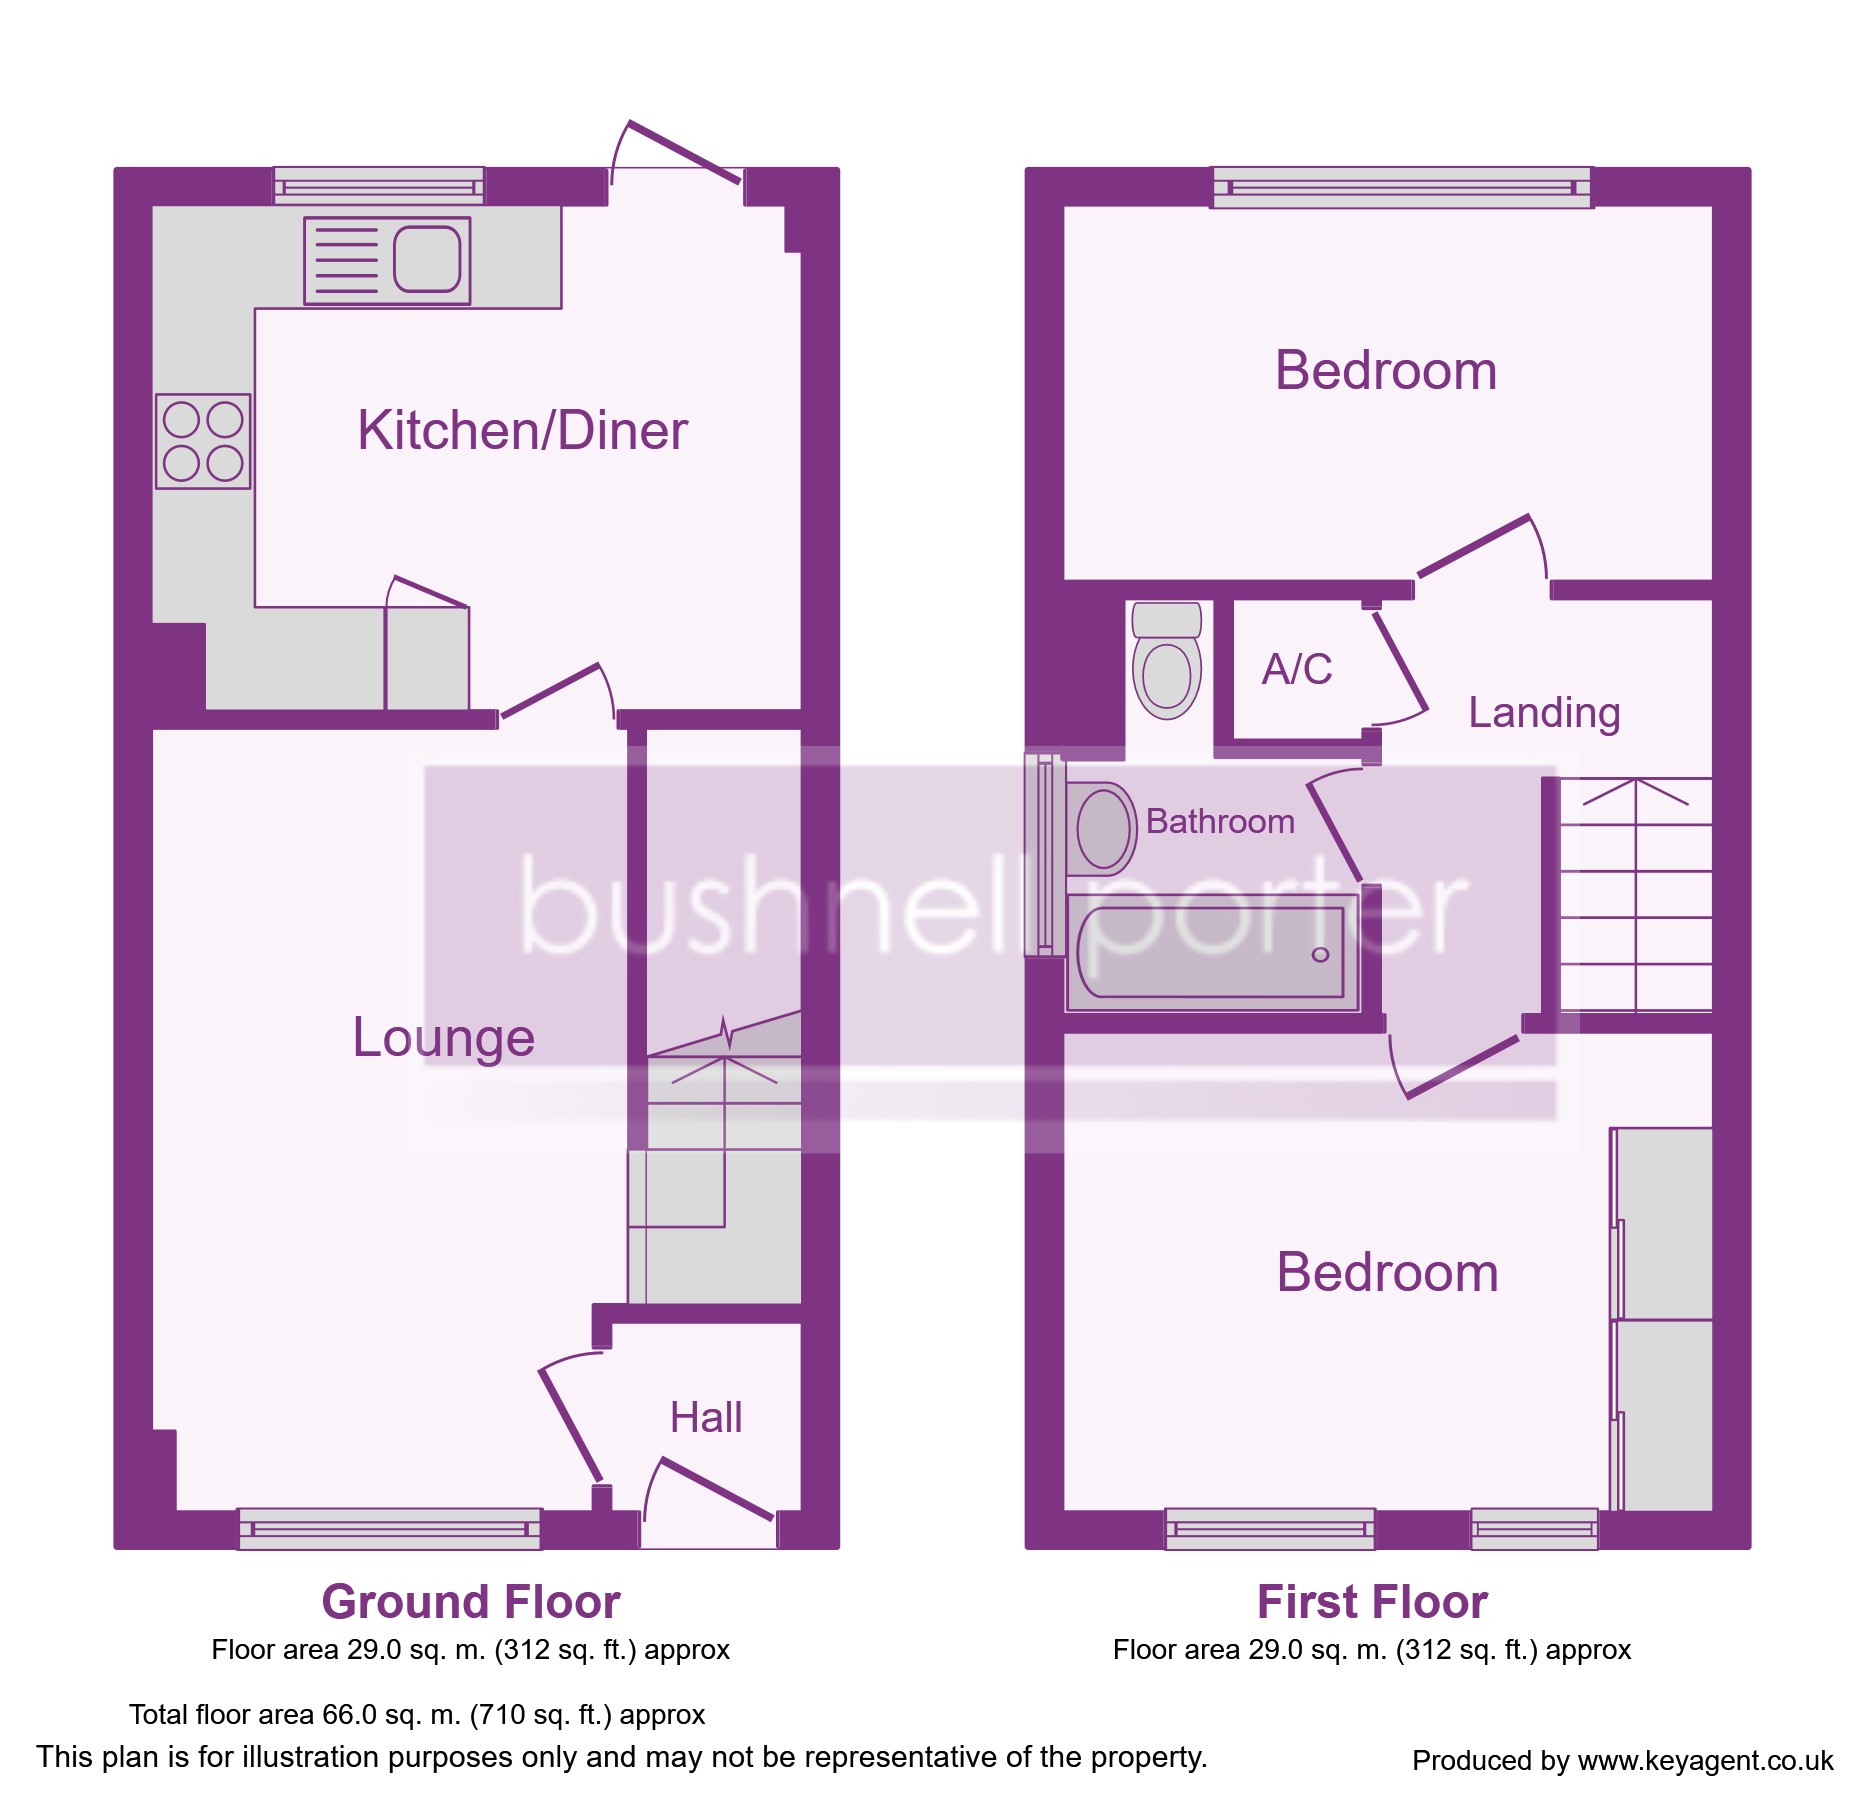 Kitchen/Diner
Lounge
Hall
Bedroom
A/C
Landing
Bathroom
Bedroom
bushnell porter
Ground Floor
Floor area 29.0 sq. m. (312 sq. ft.) approx
First Floor
Floor area 29.0 sq. m. (312 sq. ft.) approx
Total floor area 66.0 sq. m. (710 sq. ft.) approx
This plan is for illustration purposes only and may not be representative of the property.
Produced by www.keyagent.co.uk